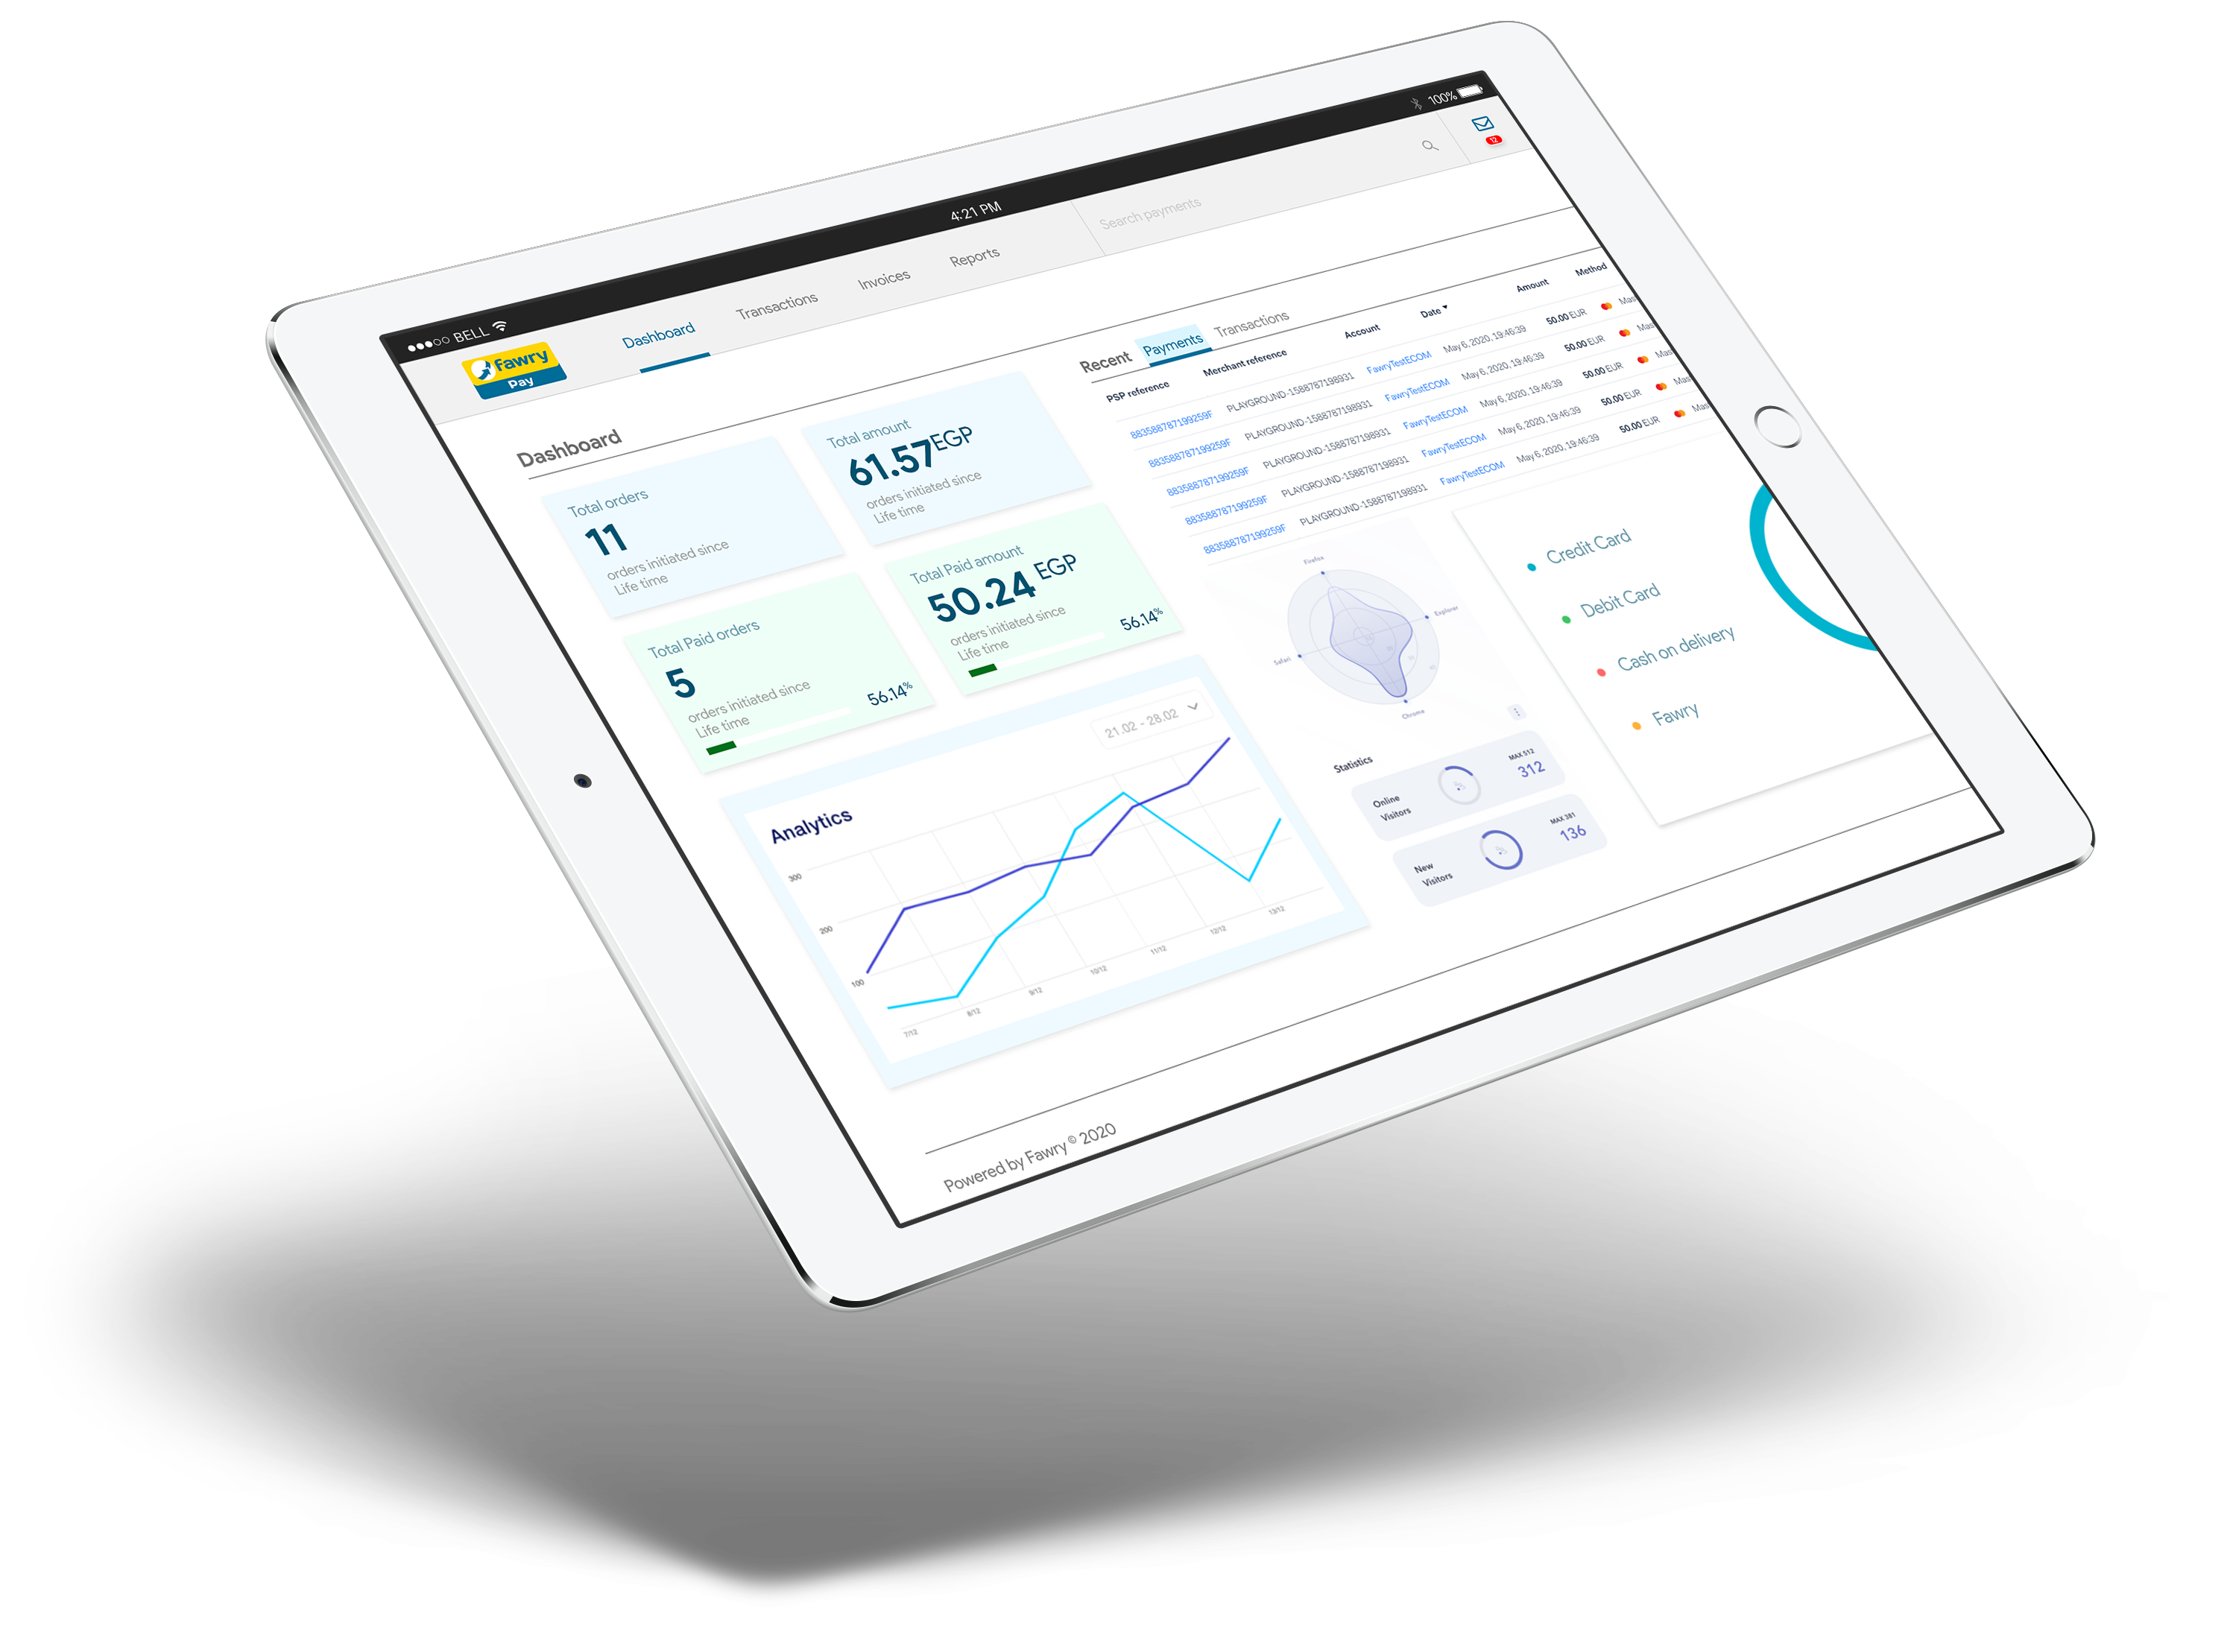 BELL
4:21 PM
100%
fawry
Pay
Dashboard
Transactions
Invoices
Reports
Search payments
12
Dashboard
Total orders
11
orders initiated since
Life time
Total amount
61.57 EGP
orders initiated since
Life time
Total Paid orders
5
orders initiated since
Life time
56.14%
Total Paid amount
50.24 EGP
orders initiated since
Life time
56.14%
Analytics
21.02 - 28.02
300
200
100
7/12
8/12
9/12
10/12
11/12
12/12
13/12
Recent
Payments
Transactions
PSP reference Merchant reference Account Date Amount Method
883588787199259F PLAYGROUND-1588787198931 FawryTestECOM May 6, 2020, 19:46:39 50.00 EUR Mas
883588787199259F PLAYGROUND-1588787198931 FawryTestECOM May 6, 2020, 19:46:39 50.00 EUR Mas
883588787199259F PLAYGROUND-1588787198931 FawryTestECOM May 6, 2020, 19:46:39 50.00 EUR Mas
883588787199259F PLAYGROUND-1588787198931 FawryTestECOM May 6, 2020, 19:46:39 50.00 EUR Mas
883588787199259F PLAYGROUND-1588787198931 FawryTestECOM May 6, 2020, 19:46:39 50.00 EUR Mas
Firefox
Explorer
Safari
Chrome
Statistics
Online
Visitors
MAX 512
312
New
Visitors
MAX 381
136
Credit Card
Debit Card
Cash on delivery
Fawry
Powered by Fawry © 2020